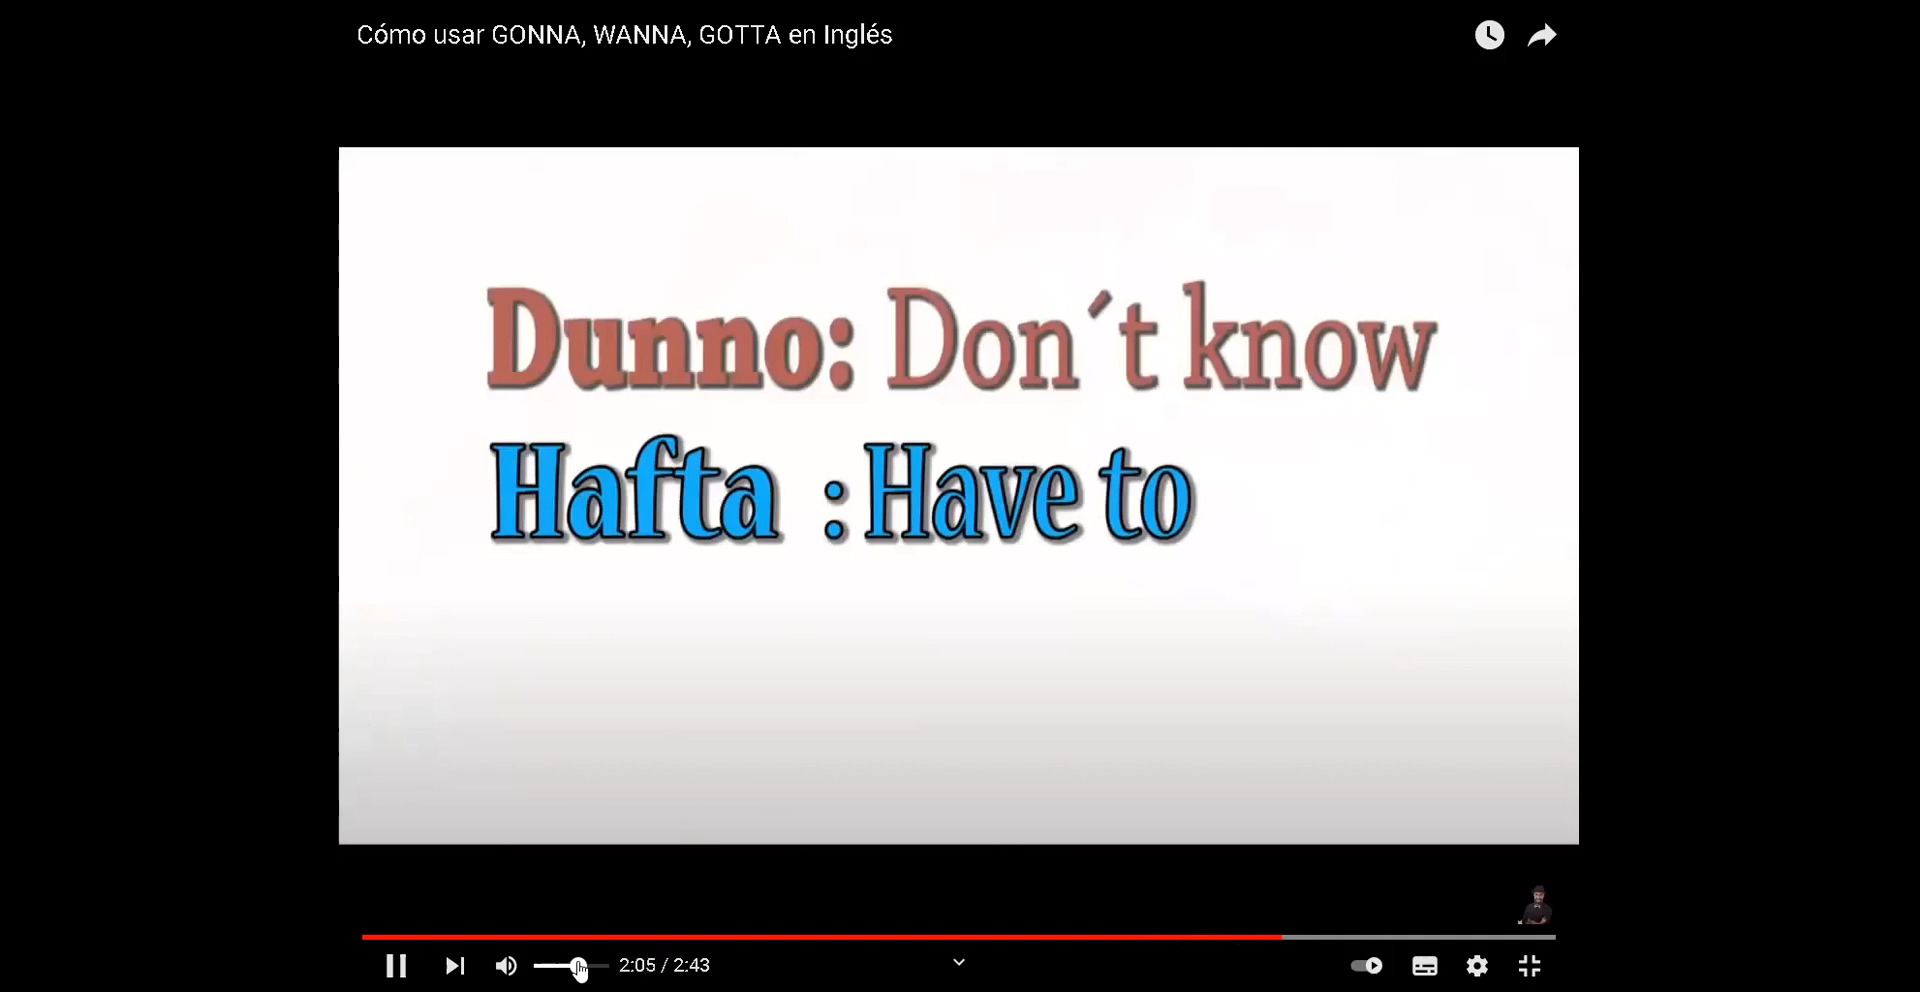 Cómo usar GONNA, WANNA, GOTTA en Inglés
Dunno: Don´t know
Hafta : Have to
2:05 / 2:43